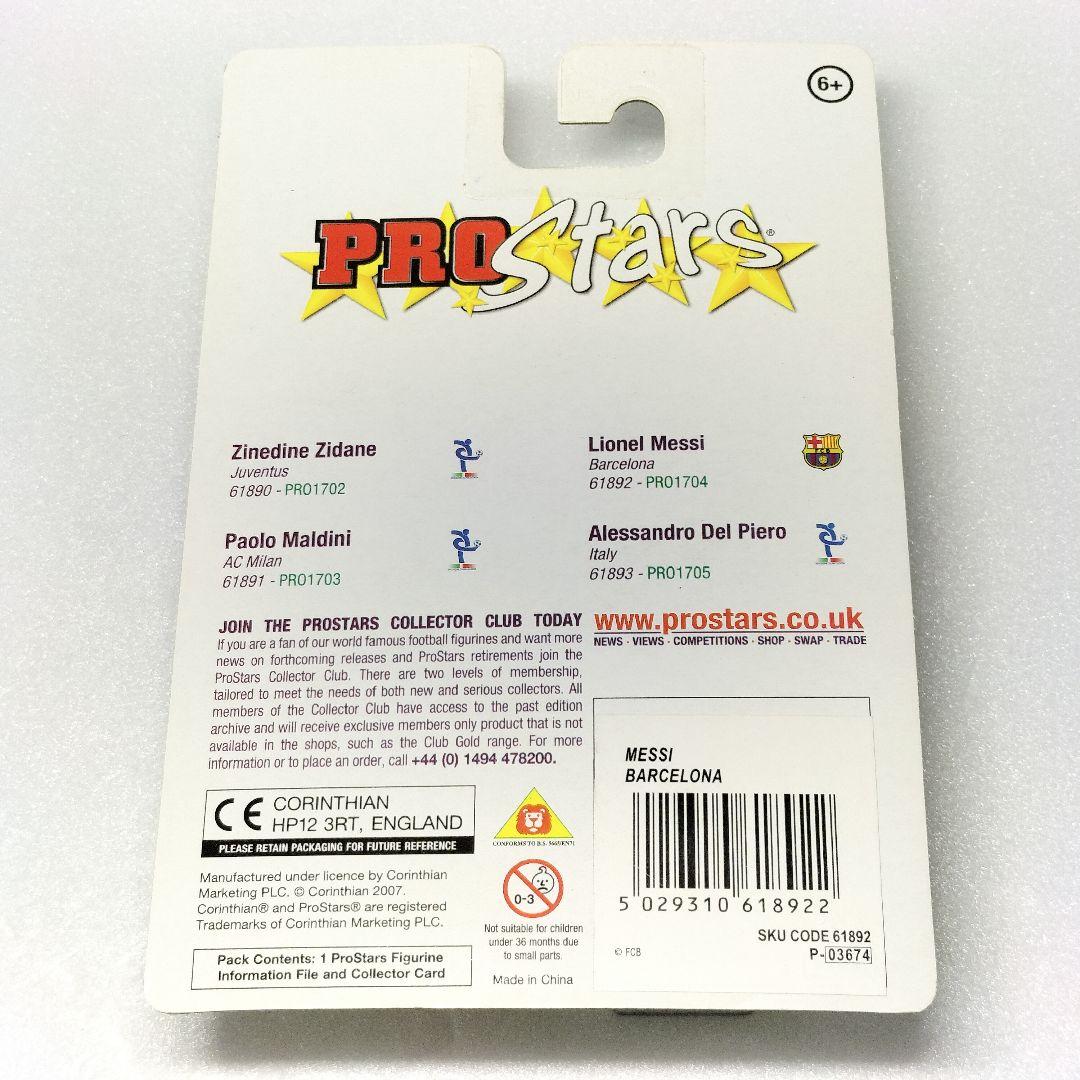 6+
PROStars®
Zinedine Zidane
Juventus
61890 - PRO1702
Paolo Maldini
AC Milan
61891 - PRO1703
Lionel Messi
Barcelona
61892 - PRO1704
Alessandro Del Piero
Italy
61893 - PRO1705
JOIN THE PROSTARS COLLECTOR CLUB TODAY
If you are a fan of our world famous football figurines and want more
news on forthcoming releases and ProStars retirements join the
ProStars Collector Club. There are two levels of membership,
tailored to meet the needs of both new and serious collectors. All
members of the Collector Club have access to the past edition
archive and will receive exclusive members only product that is not
available in the shops, such as the Club Gold range. For more
information or to place an order, call +44 (0) 1494 478200.
www.prostars.co.uk
NEWS · VIEWS · COMPETITIONS · SHOP · SWAP · TRADE
CE CORINTHIAN
HP12 3RT, ENGLAND
PLEASE RETAIN PACKAGING FOR FUTURE REFERENCE
Manufactured under licence by Corinthian
Marketing PLC. © Corinthian 2007.
Corinthian® and ProStars® are registered
Trademarks of Corinthian Marketing PLC.
Pack Contents: 1 ProStars Figurine
Information File and Collector Card
CONFORMS TO B.S. 5665/EN71
0-3
Not suitable for children
under 36 months due
to small parts.
Made in China
MESSI
BARCELONA
5 029310 618922
SKU CODE 61892
© FCB
P-03674